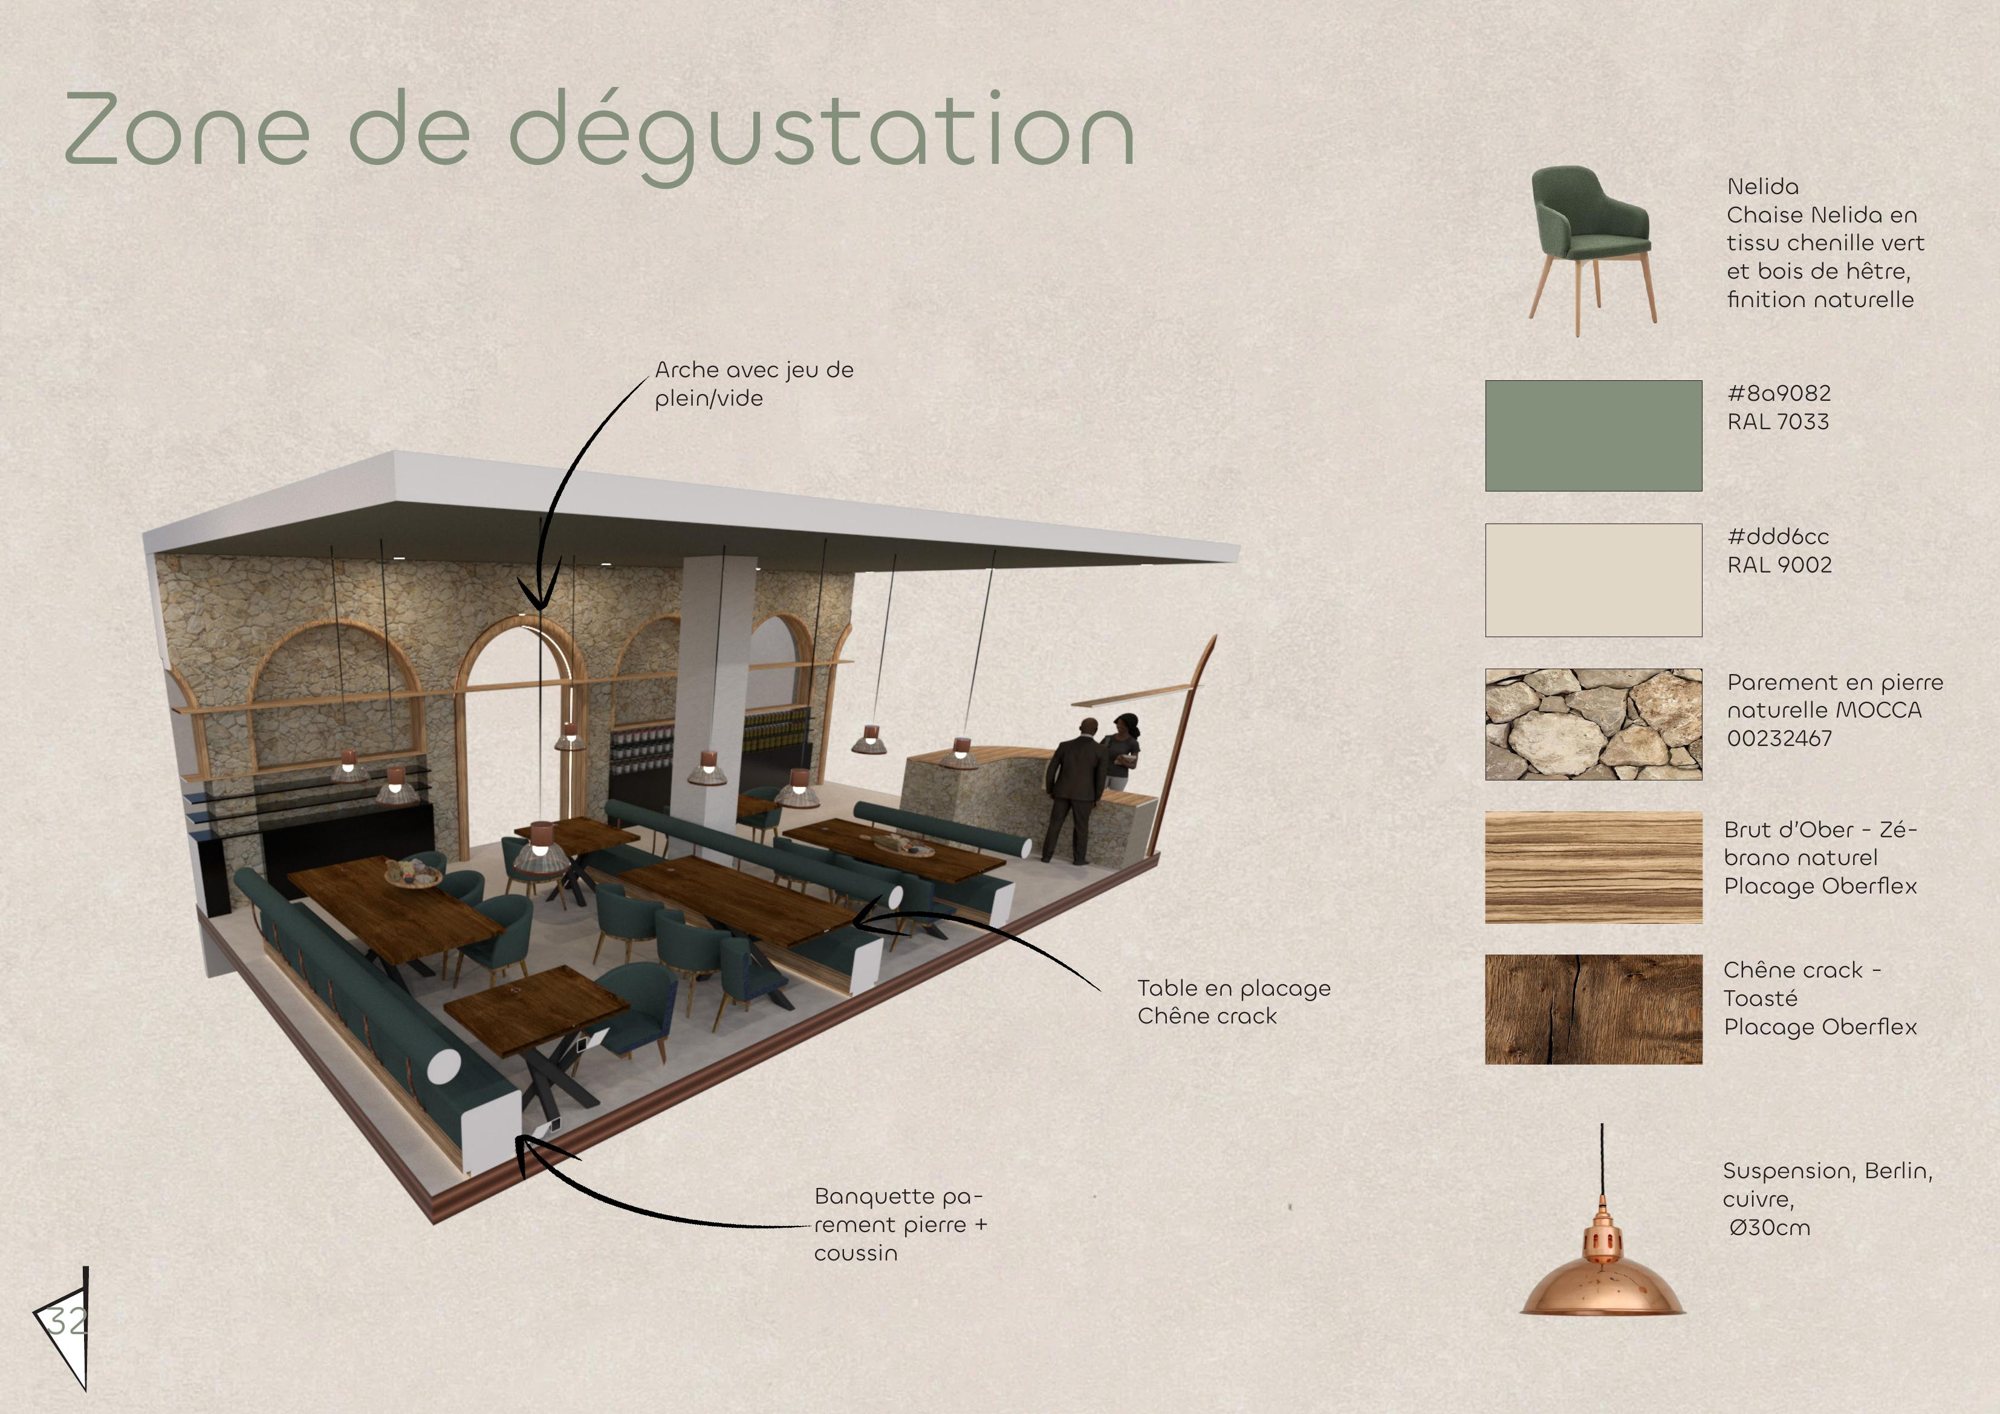 Zone de dégustation
Nelida
Chaise Nelida en
tissu chenille vert
et bois de hêtre,
finition naturelle
Arche avec jeu de
plein/vide
#8a9082
RAL 7033
#ddd6cc
RAL 9002
Parement en pierre
naturelle MOCCA
00232467
Brut d'Ober - Zé-
brano naturel
Placage Oberflex
Chêne crack -
Toasté
Placage Oberflex
Table en placage
Chêne crack
Banquette pa-
rement pierre +
coussin
Suspension, Berlin,
cuivre,
Ø30cm
32